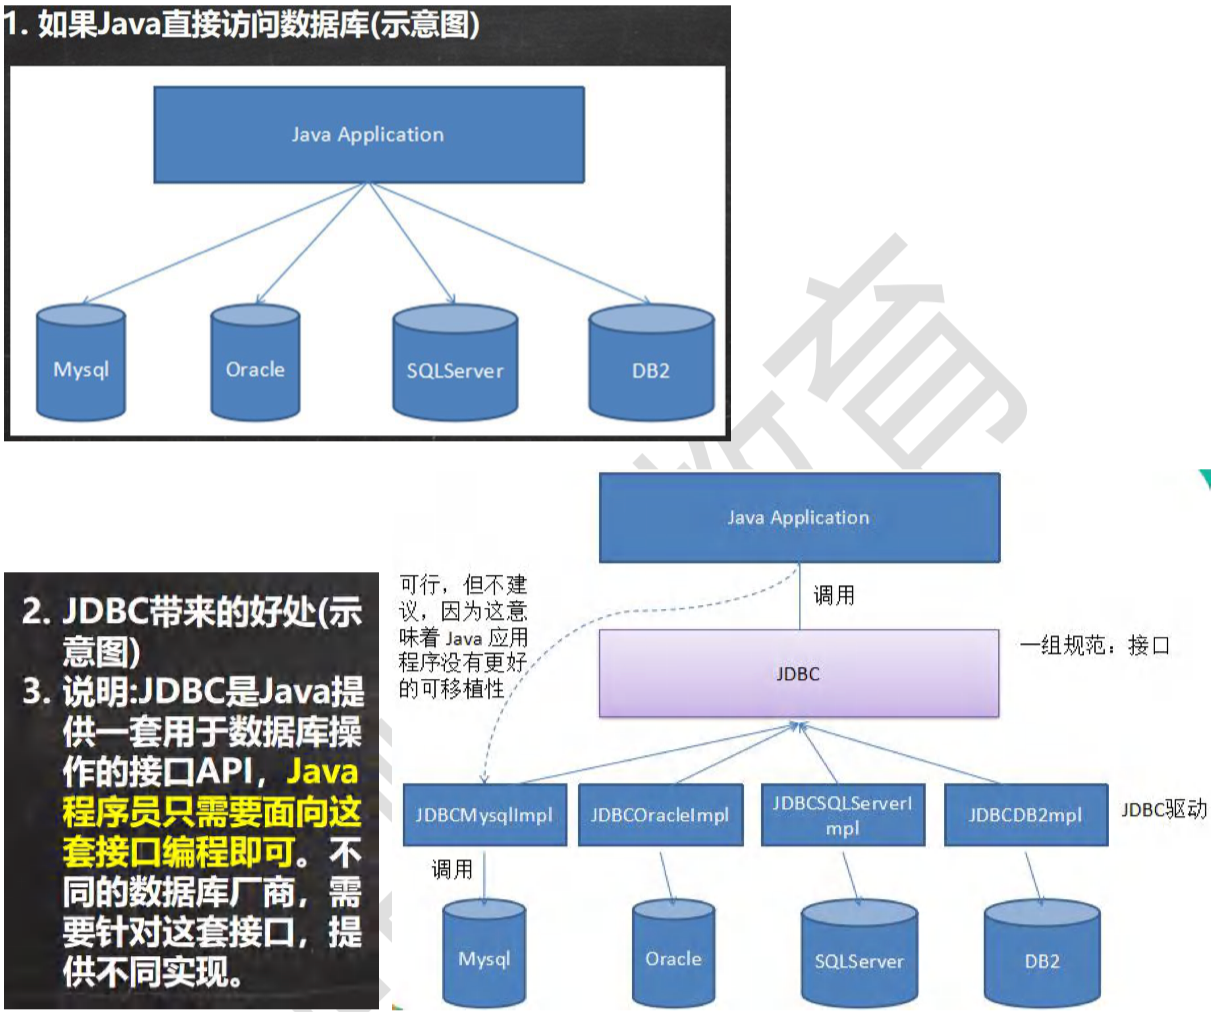 1. 如果Java直接访问数据库(示意图)
Java Application
Mysql
Oracle
SQLServer
DB2
2. JDBC带来的好处(示
意图)
3. 说明:JDBC是Java提
供一套用于数据库操
作的接口API，Java
程序员只需要面向这
套接口编程即可。不
同的数据库厂商，需
要针对这套接口，提
供不同实现。
Java Application
可行，但不建
议，因为这意
味着 Java 应用
程序没有更好
的可移植性
调用
JDBC
一组规范：接口
JDBCMysqlImpl
JDBCOracleImpl
JDBCSQLServerI
mpl
JDBCDB2mpl
JDBC驱动
调用
Mysql
Oracle
SQLServer
DB2